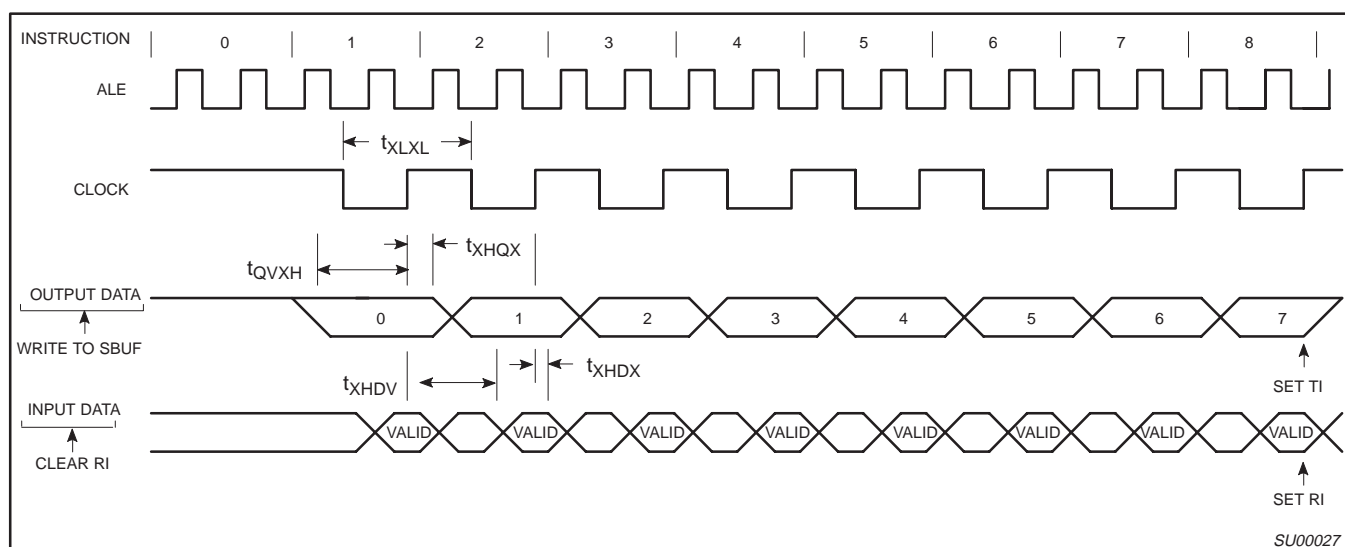 INSTRUCTION 0 1 2 3 4 5 6 7 8
ALE
tXLXL
CLOCK
tXHQX
tQVXH
OUTPUT DATA
0 1 2 3 4 5 6 7
WRITE TO SBUF
tXHDX
tXHDV
SET TI
INPUT DATA
VALID VALID VALID VALID VALID VALID VALID VALID
CLEAR RI
SET RI
SU00027